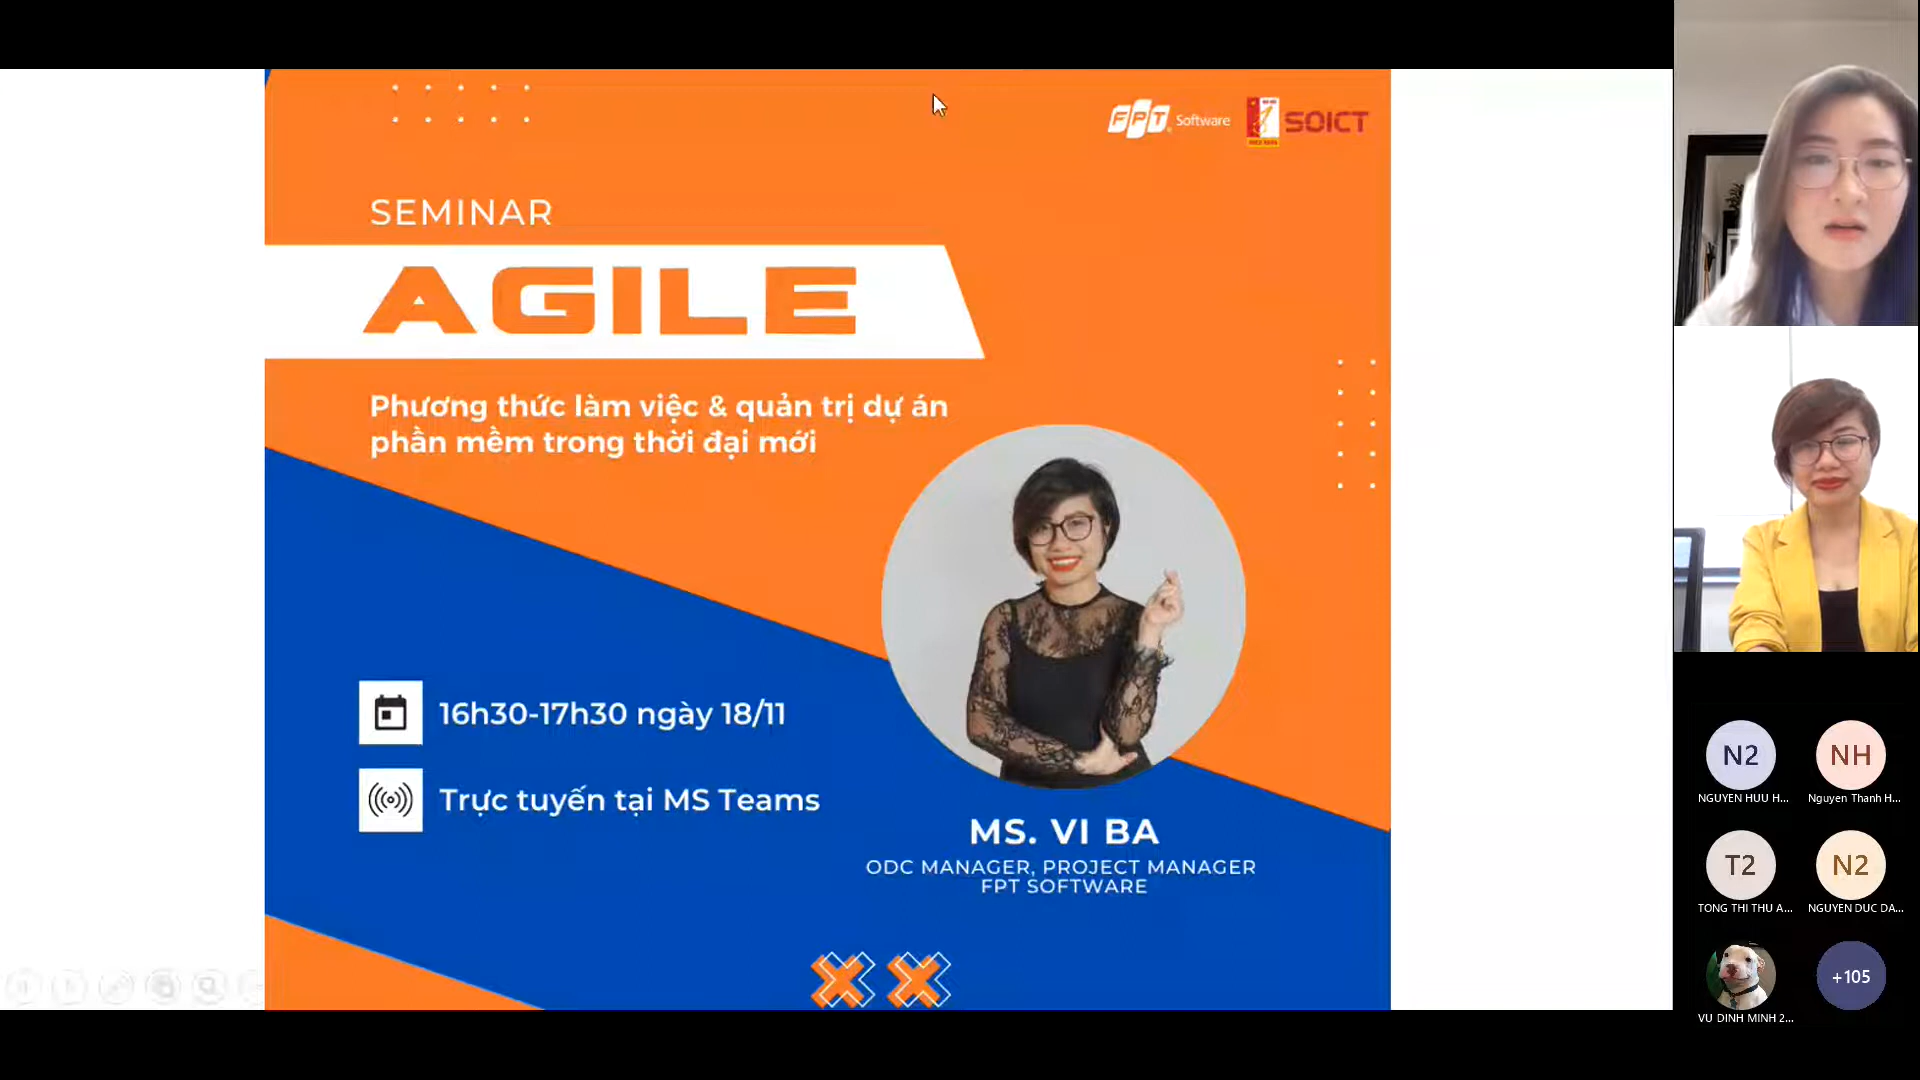 FPT Software SOICT
SEMINAR
AGILE
Phương thức làm việc & quản trị dự án
phần mềm trong thời đại mới
16h30-17h30 ngày 18/11
Trực tuyến tại MS Teams
MS. VI BA
ODC MANAGER, PROJECT MANAGER
FPT SOFTWARE
N2 NH
NGUYEN HUU H... Nguyen Thanh H...
T2 N2
TONG THI THU A... NGUYEN DUC DA...
+105
VU DINH MINH 2...